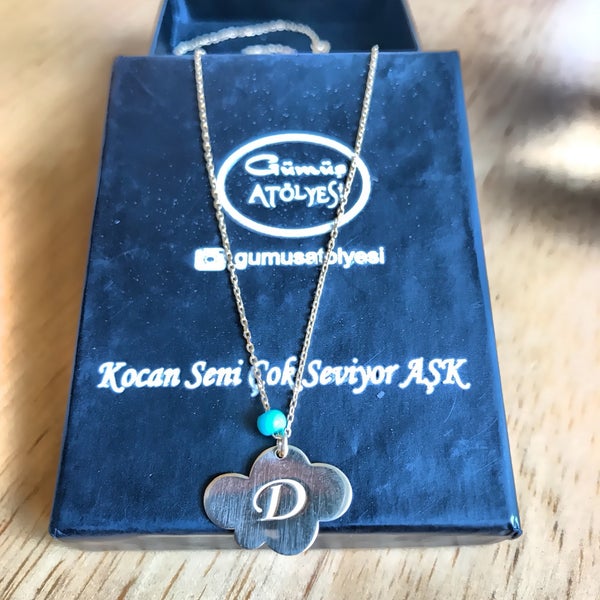 Gümüş
ATÖLYESİ
gumusatolyesi
Kocan Seni Çok Seviyor AŞK
D